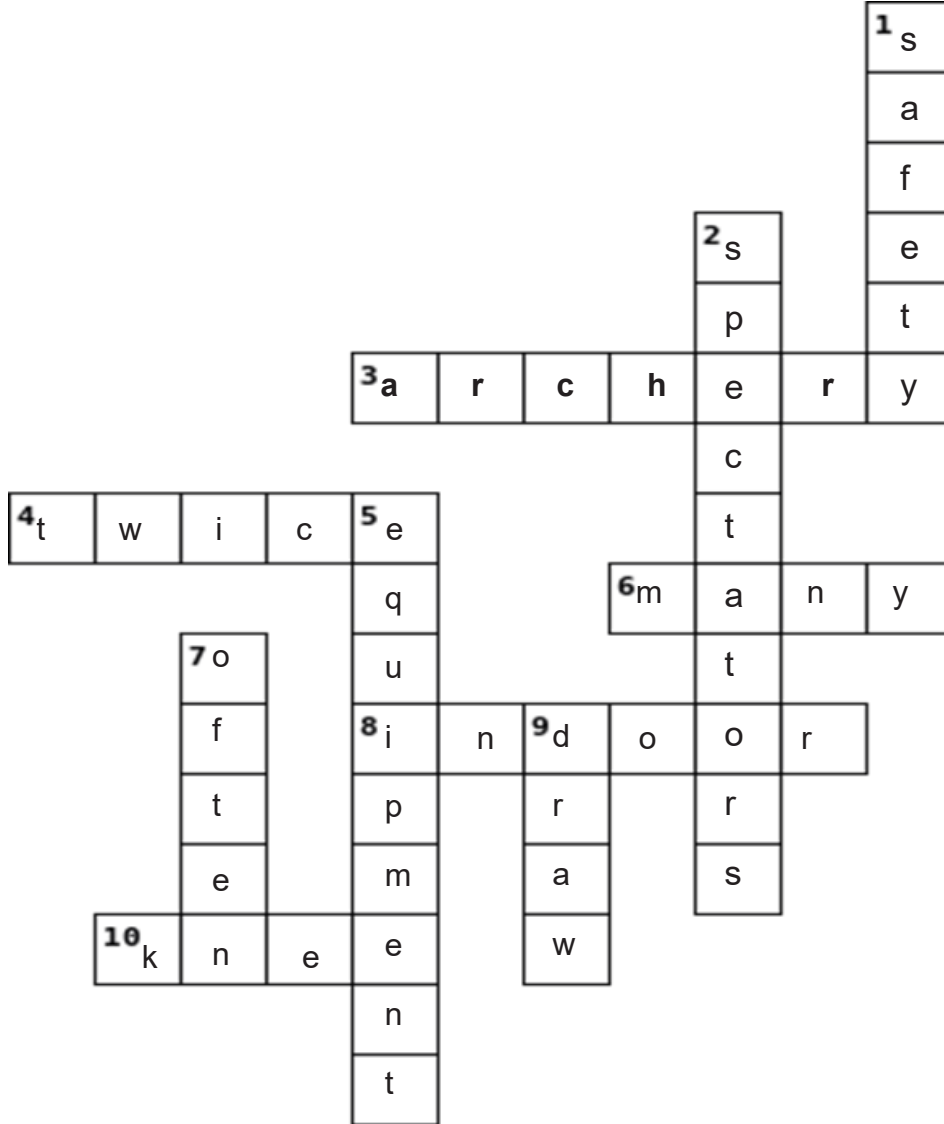 1 s
a
f
2 s e
p t
3 a r c h e r y
c
4 t w i c 5 e t
q 6 m a n y
7 o u t
f 8 i n 9 d o o r
t p r r
e m a s
10 k n e e w
n
t